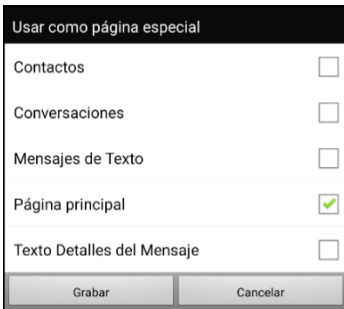 Usar como página especial
Contactos
Conversaciones
Mensajes de Texto
Página principal
Texto Detalles del Mensaje
Grabar Cancelar